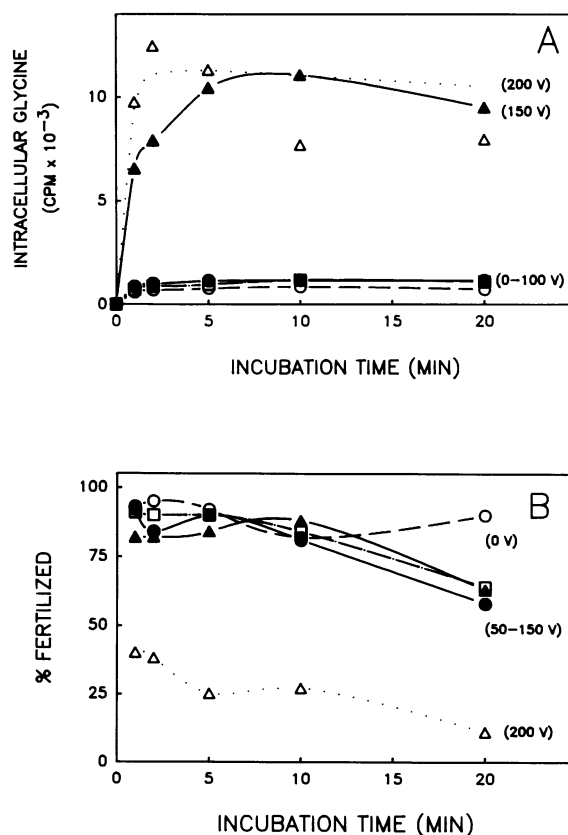 A
INTRACELLULAR GLYCINE
(CPM x 10⁻³)
10
5
0
(200 V)
(150 V)
(0–100 V)
0 5 10 15 20
INCUBATION TIME (MIN)
B
% FERTILIZED
100
75
50
25
0
(0 V)
(50–150 V)
(200 V)
0 5 10 15 20
INCUBATION TIME (MIN)